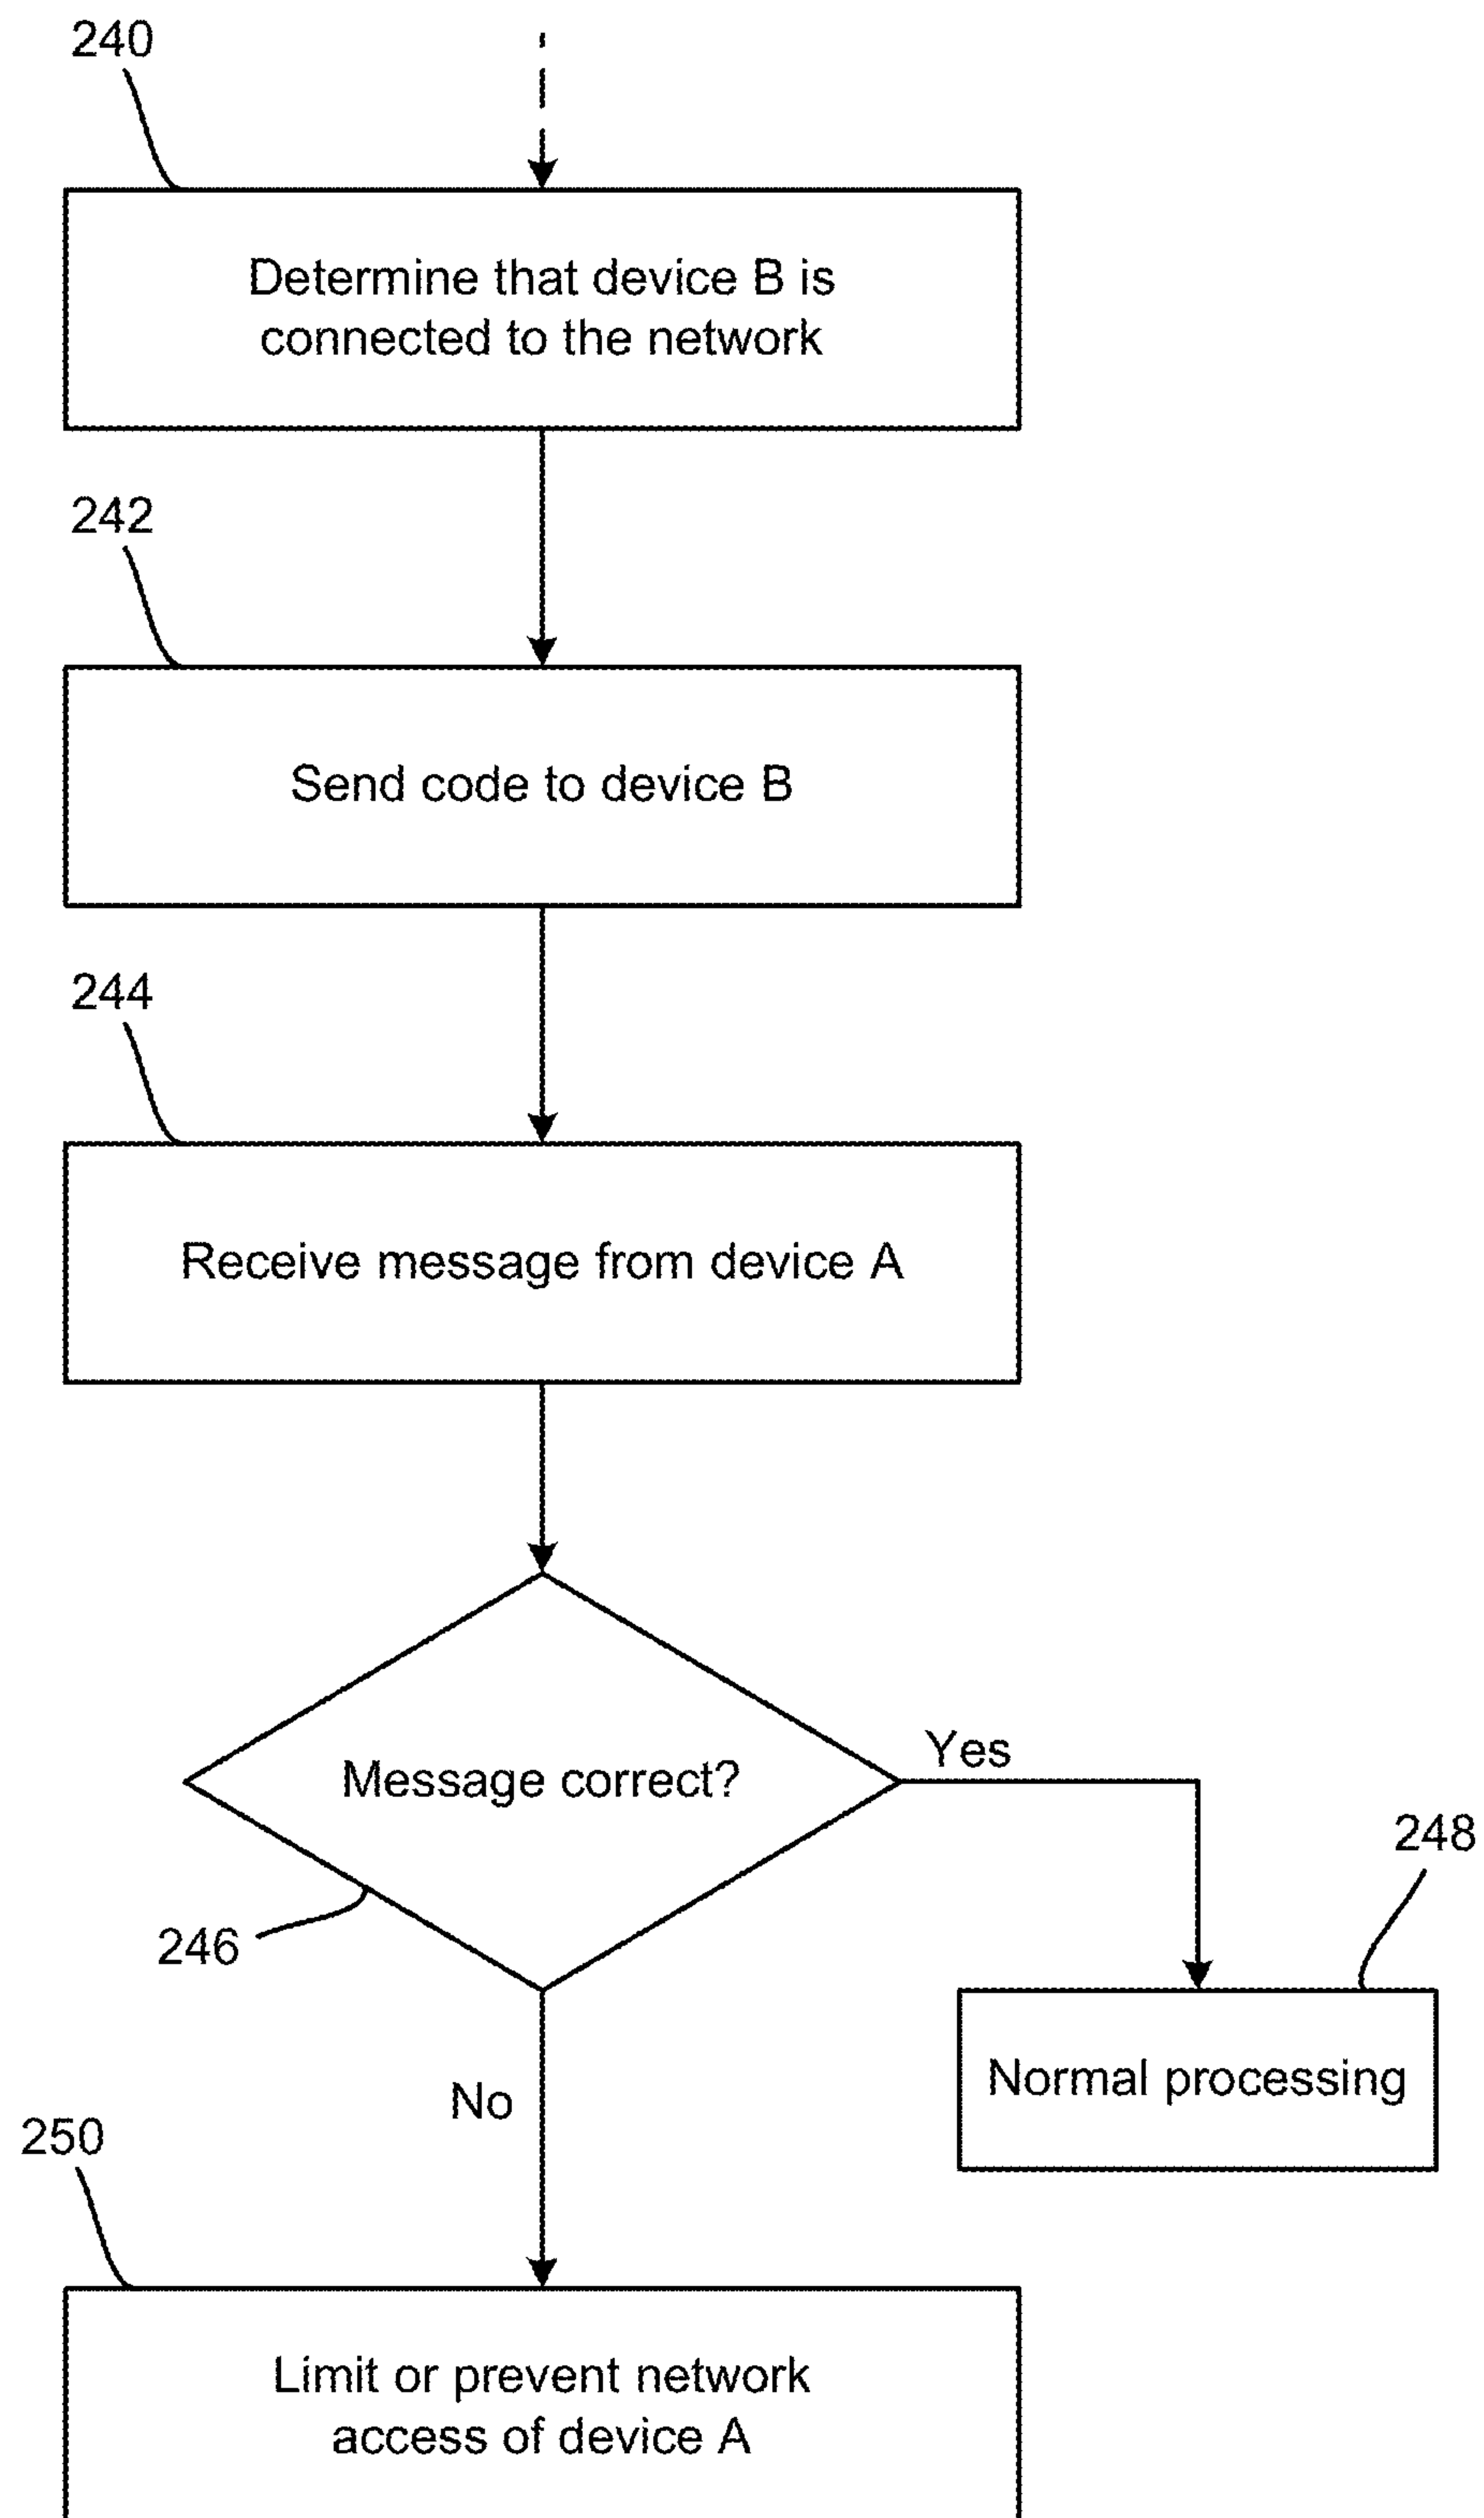 240
Determine that device B is
connected to the network
242
Send code to device B
244
Receive message from device A
Message correct?
Yes
246
248
Normal processing
No
250
Limit or prevent network
access of device A